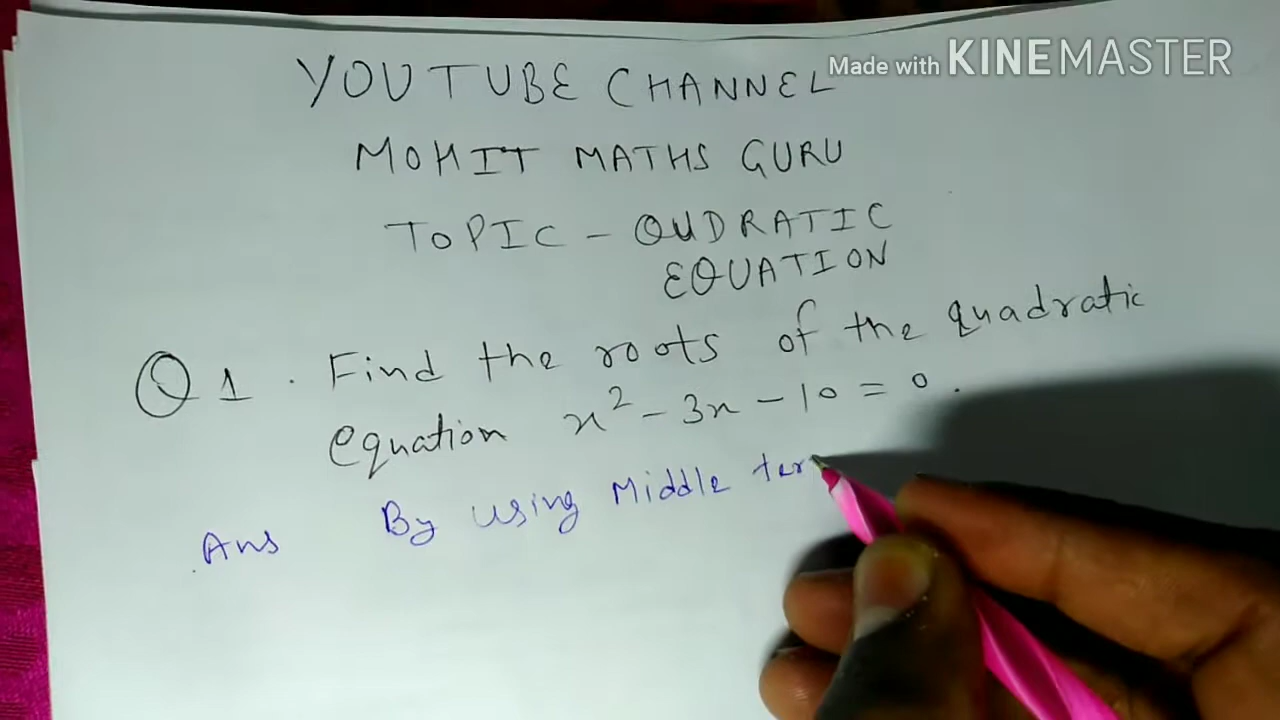 Made with KINEMASTER
YOUTUBE CHANNEL
MOHIT MATHS GURU
TOPIC - QUDRATIC
EQUATION
Q1. Find the roots of the quadratic
equation x² - 3x - 10 = 0.
Ans By using Middle ter